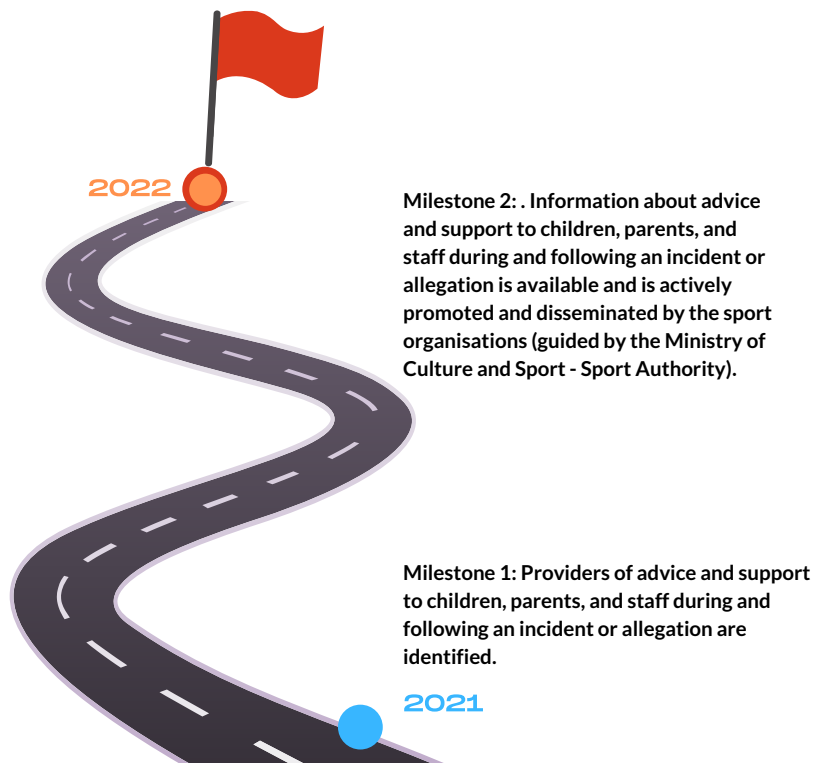 2022
Milestone 2: . Information about advice
and support to children, parents, and
staff during and following an incident or
allegation is available and is actively
promoted and disseminated by the sport
organisations (guided by the Ministry of
Culture and Sport - Sport Authority).
Milestone 1: Providers of advice and support
to children, parents, and staff during and
following an incident or allegation are
identified.
2021